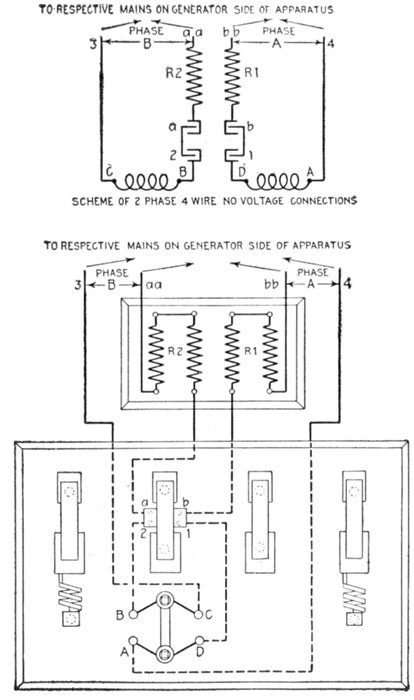 TO RESPECTIVE MAINS ON GENERATOR SIDE OF APPARATUS
3 PHASE B aa bb PHASE A 4
R2 R1
a b
2 1
C B D A
SCHEME OF 2 PHASE 4 WIRE NO VOLTAGE CONNECTIONS
TO RESPECTIVE MAINS ON GENERATOR SIDE OF APPARATUS
3 PHASE B aa bb PHASE A 4
R2 R1
a b
2 1
B C
A D